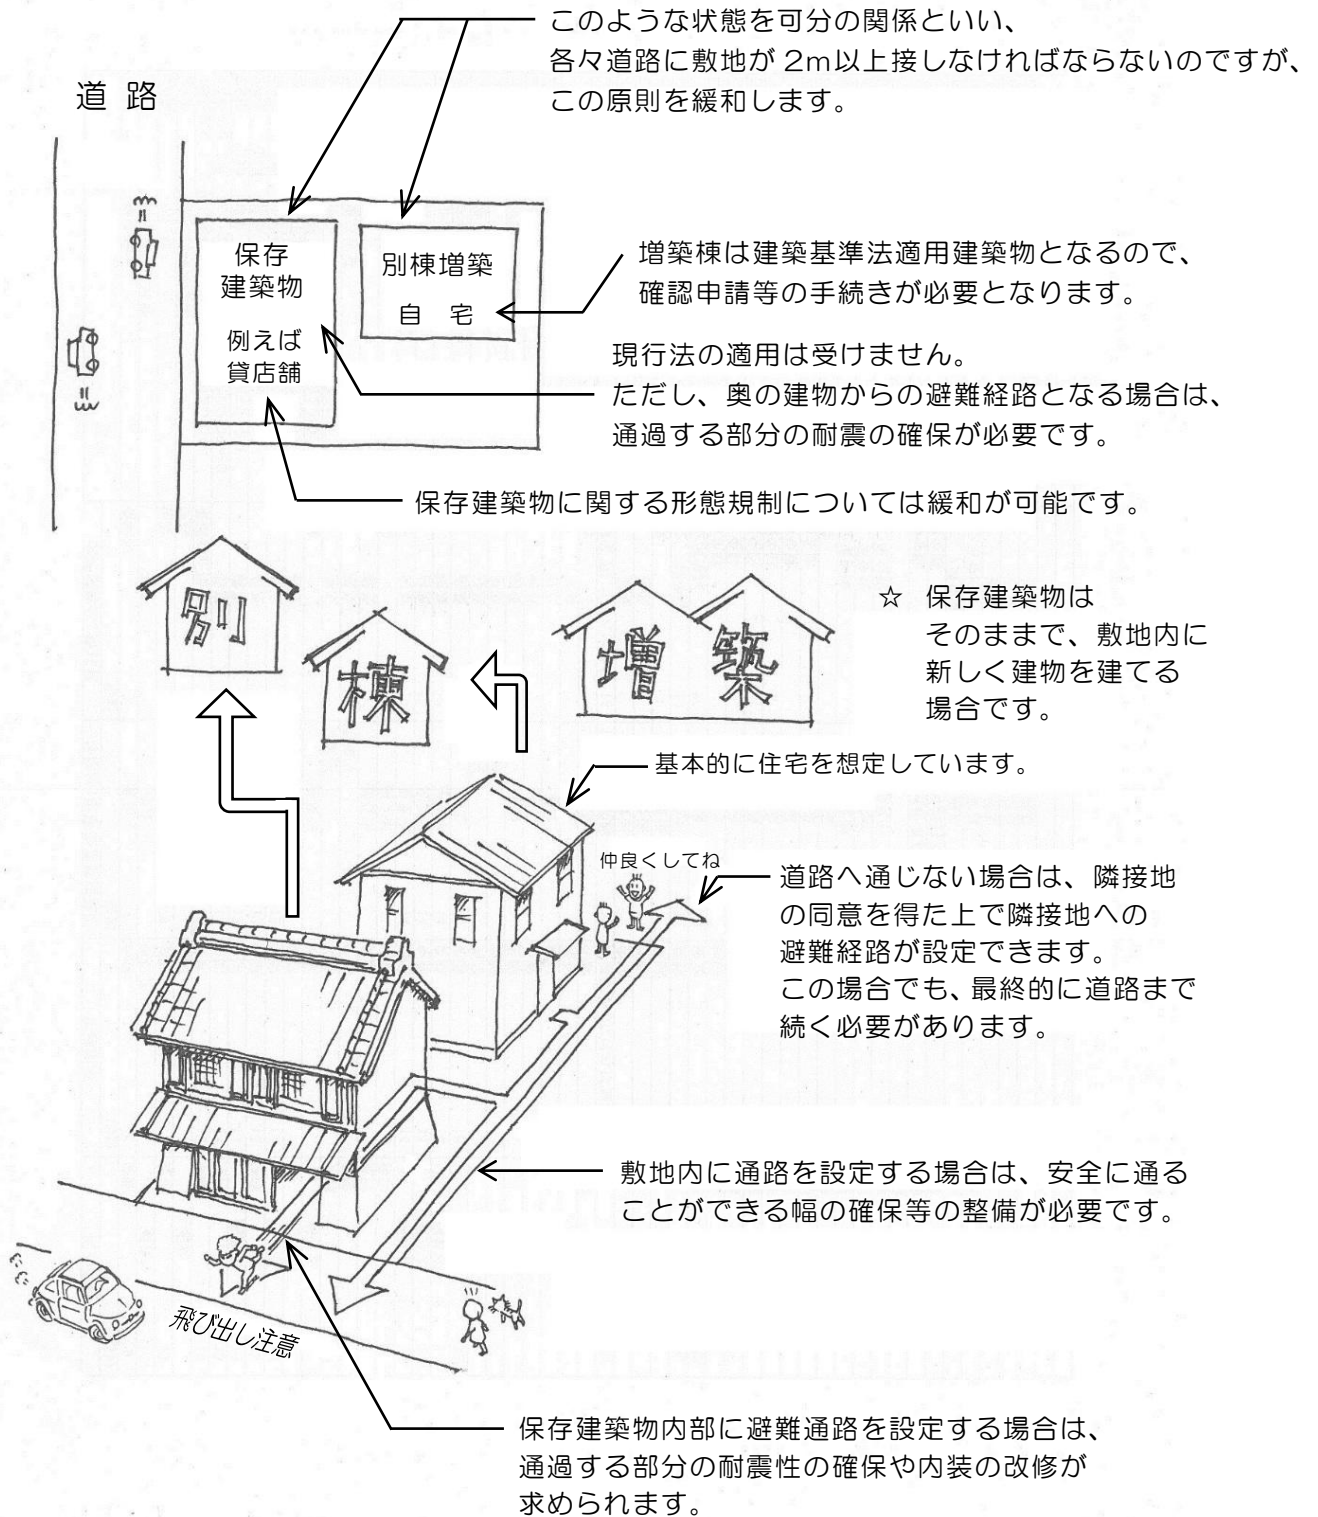 このような状態を可分の関係といい、
各々道路に敷地が2m以上接しなければならないのですが、
この原則を緩和します。
道 路
保存
建築物
例えば
貸店舗
別棟増築
自 宅
増築棟は建築基準法適用建築物となるので、
確認申請等の手続きが必要となります。
現行法の適用は受けません。
ただし、奥の建物からの避難経路となる場合は、
通過する部分の耐震の確保が必要です。
保存建築物に関する形態規制については緩和が可能です。
別
棟
増 築
☆ 保存建築物は
そのままで、敷地内に
新しく建物を建てる
場合です。
基本的に住宅を想定しています。
仲良くしてね
道路へ通じない場合は、隣接地
の同意を得た上で隣接地への
避難経路が設定できます。
この場合でも、最終的に道路まで
続く必要があります。
敷地内に通路を設定する場合は、安全に通る
ことができる幅の確保等の整備が必要です。
飛び出し注意
保存建築物内部に避難通路を設定する場合は、
通過する部分の耐震性の確保や内装の改修が
求められます。